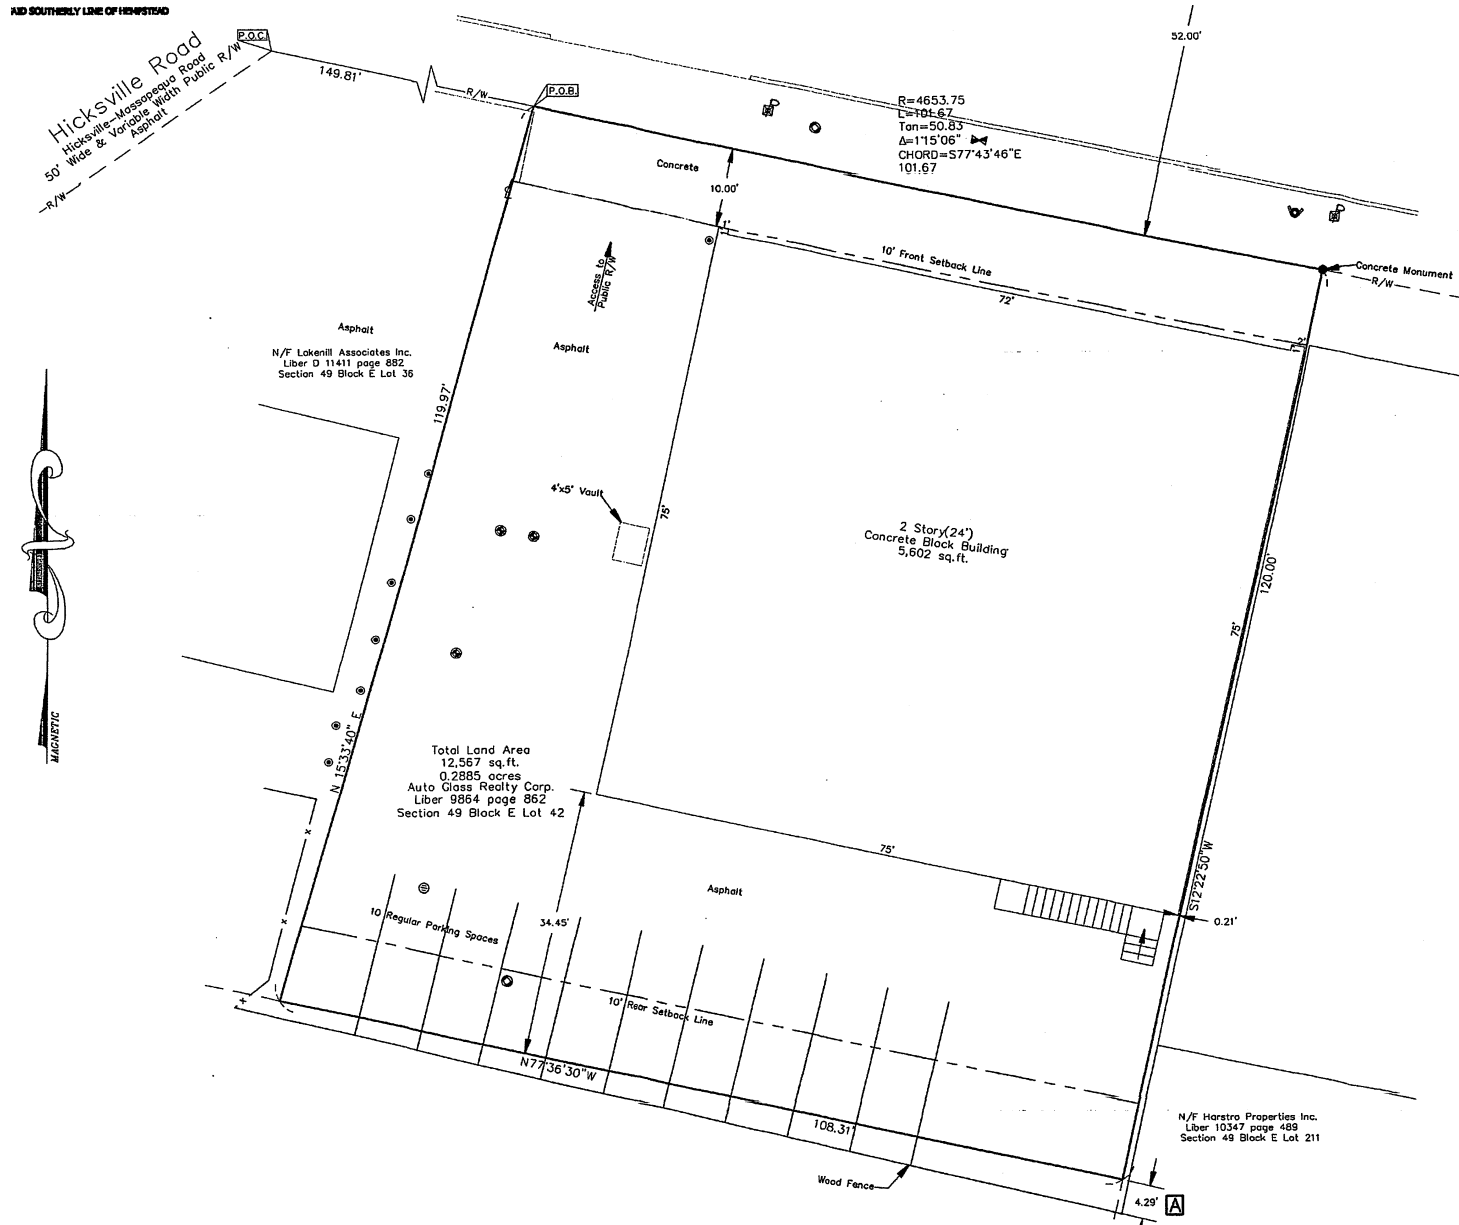 AID SOUTHERLY LINE OF HEMPSTEAD
Hicksville Road
Hicksville-Massapequa Road
50' Wide & Variable Width Public R/W
Asphalt
R/W
P.O.C.
149.81'
R/W
P.O.B.
52.00'
R=4653.75
L=101.67
Tan=50.83
Δ=1°15'06"
CHORD=S77°43'46"E
101.67
Concrete
10.00'
1'
10' Front Setback Line
72'
2'
Concrete Monument
R/W
Access to
Public R/W
Asphalt
N/F Lakenill Associates Inc.
Liber D 11411 page 882
Section 49 Block E Lot 36
Asphalt
119.97'
4'x5' Vault
75'
2 Story(24')
Concrete Block Building
5,602 sq.ft.
120.00'
75'
MAGNETIC
N 15°33'40" E
Total Land Area
12,567 sq.ft.
0.2885 acres
Auto Glass Realty Corp.
Liber 9864 page 862
Section 49 Block E Lot 42
75'
S12°22'50"W
Asphalt
0.21'
10 Regular Parking Spaces
34.45'
10' Rear Setback Line
N77°36'30"W
108.31'
Wood Fence
N/F Harstro Properties Inc.
Liber 10347 page 489
Section 49 Block E Lot 211
4.29'
A